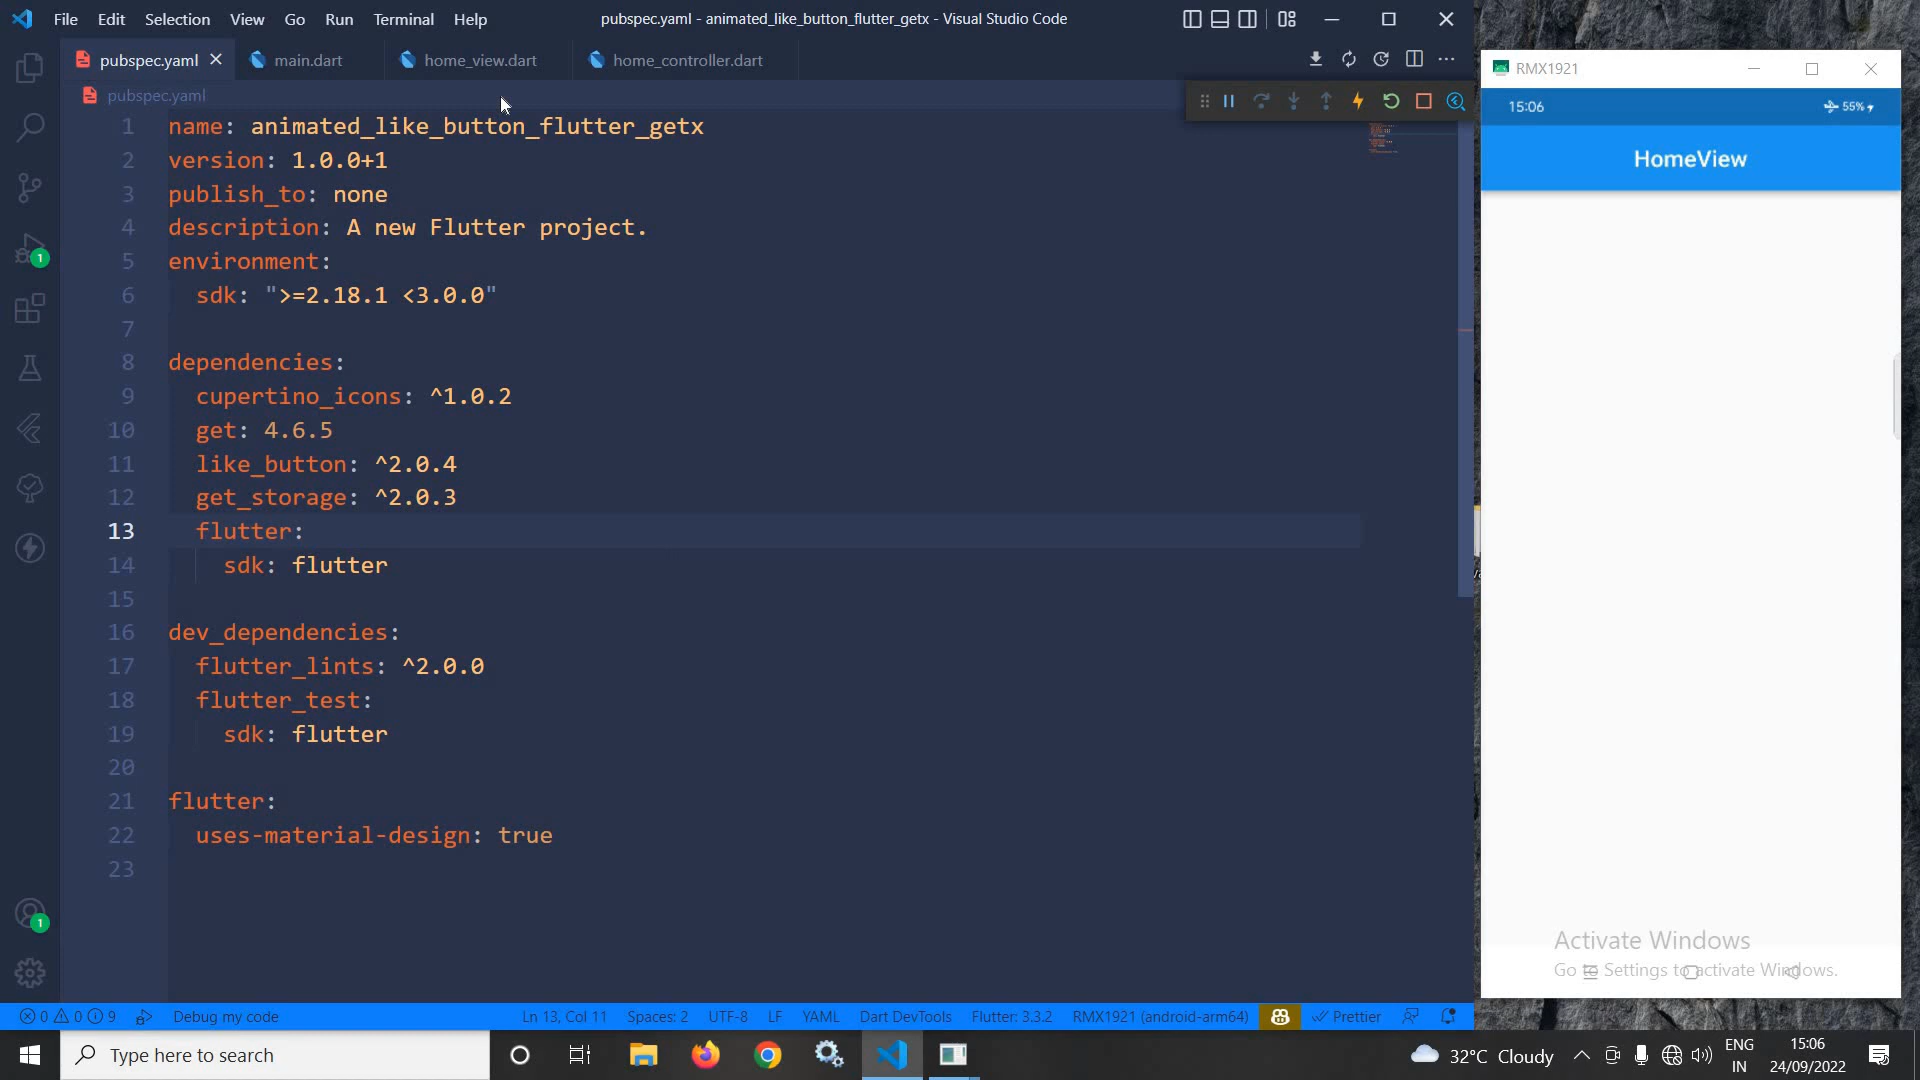 File Edit Selection View Go Run Terminal Help
pubspec.yaml - animated_like_button_flutter_getx - Visual Studio Code
pubspec.yaml main.dart home_view.dart home_controller.dart
pubspec.yaml
1 name: animated_like_button_flutter_getx
2 version: 1.0.0+1
3 publish_to: none
4 description: A new Flutter project.
5 environment:
6 sdk: ">=2.18.1 <3.0.0"
7
8 dependencies:
9 cupertino_icons: ^1.0.2
10 get: 4.6.5
11 like_button: ^2.0.4
12 get_storage: ^2.0.3
13 flutter:
14 sdk: flutter
15
16 dev_dependencies:
17 flutter_lints: ^2.0.0
18 flutter_test:
19 sdk: flutter
20
21 flutter:
22 uses-material-design: true
23
1
1
RMX1921
15:06 55%
HomeView
Activate Windows
Go to Settings to activate Windows.
0 0 9 Debug my code Ln 13, Col 11 Spaces: 2 UTF-8 LF YAML Dart DevTools Flutter: 3.3.2 RMX1921 (android-arm64) Prettier
Type here to search
32°C Cloudy
ENG
IN
15:06
24/09/2022